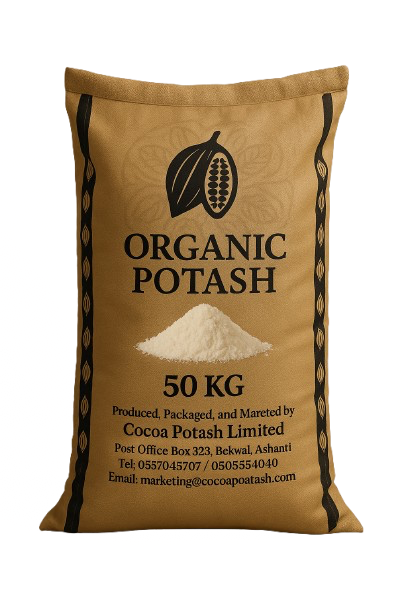 ORGANIC
POTASH
50 KG
Produced, Packaged, and Mareted by
Cocoa Potash Limited
Post Office Box 323, Bekwal, Ashanti
Tel; 0557045707 / 0505554040
Email: marketing@cocoapoatash.com